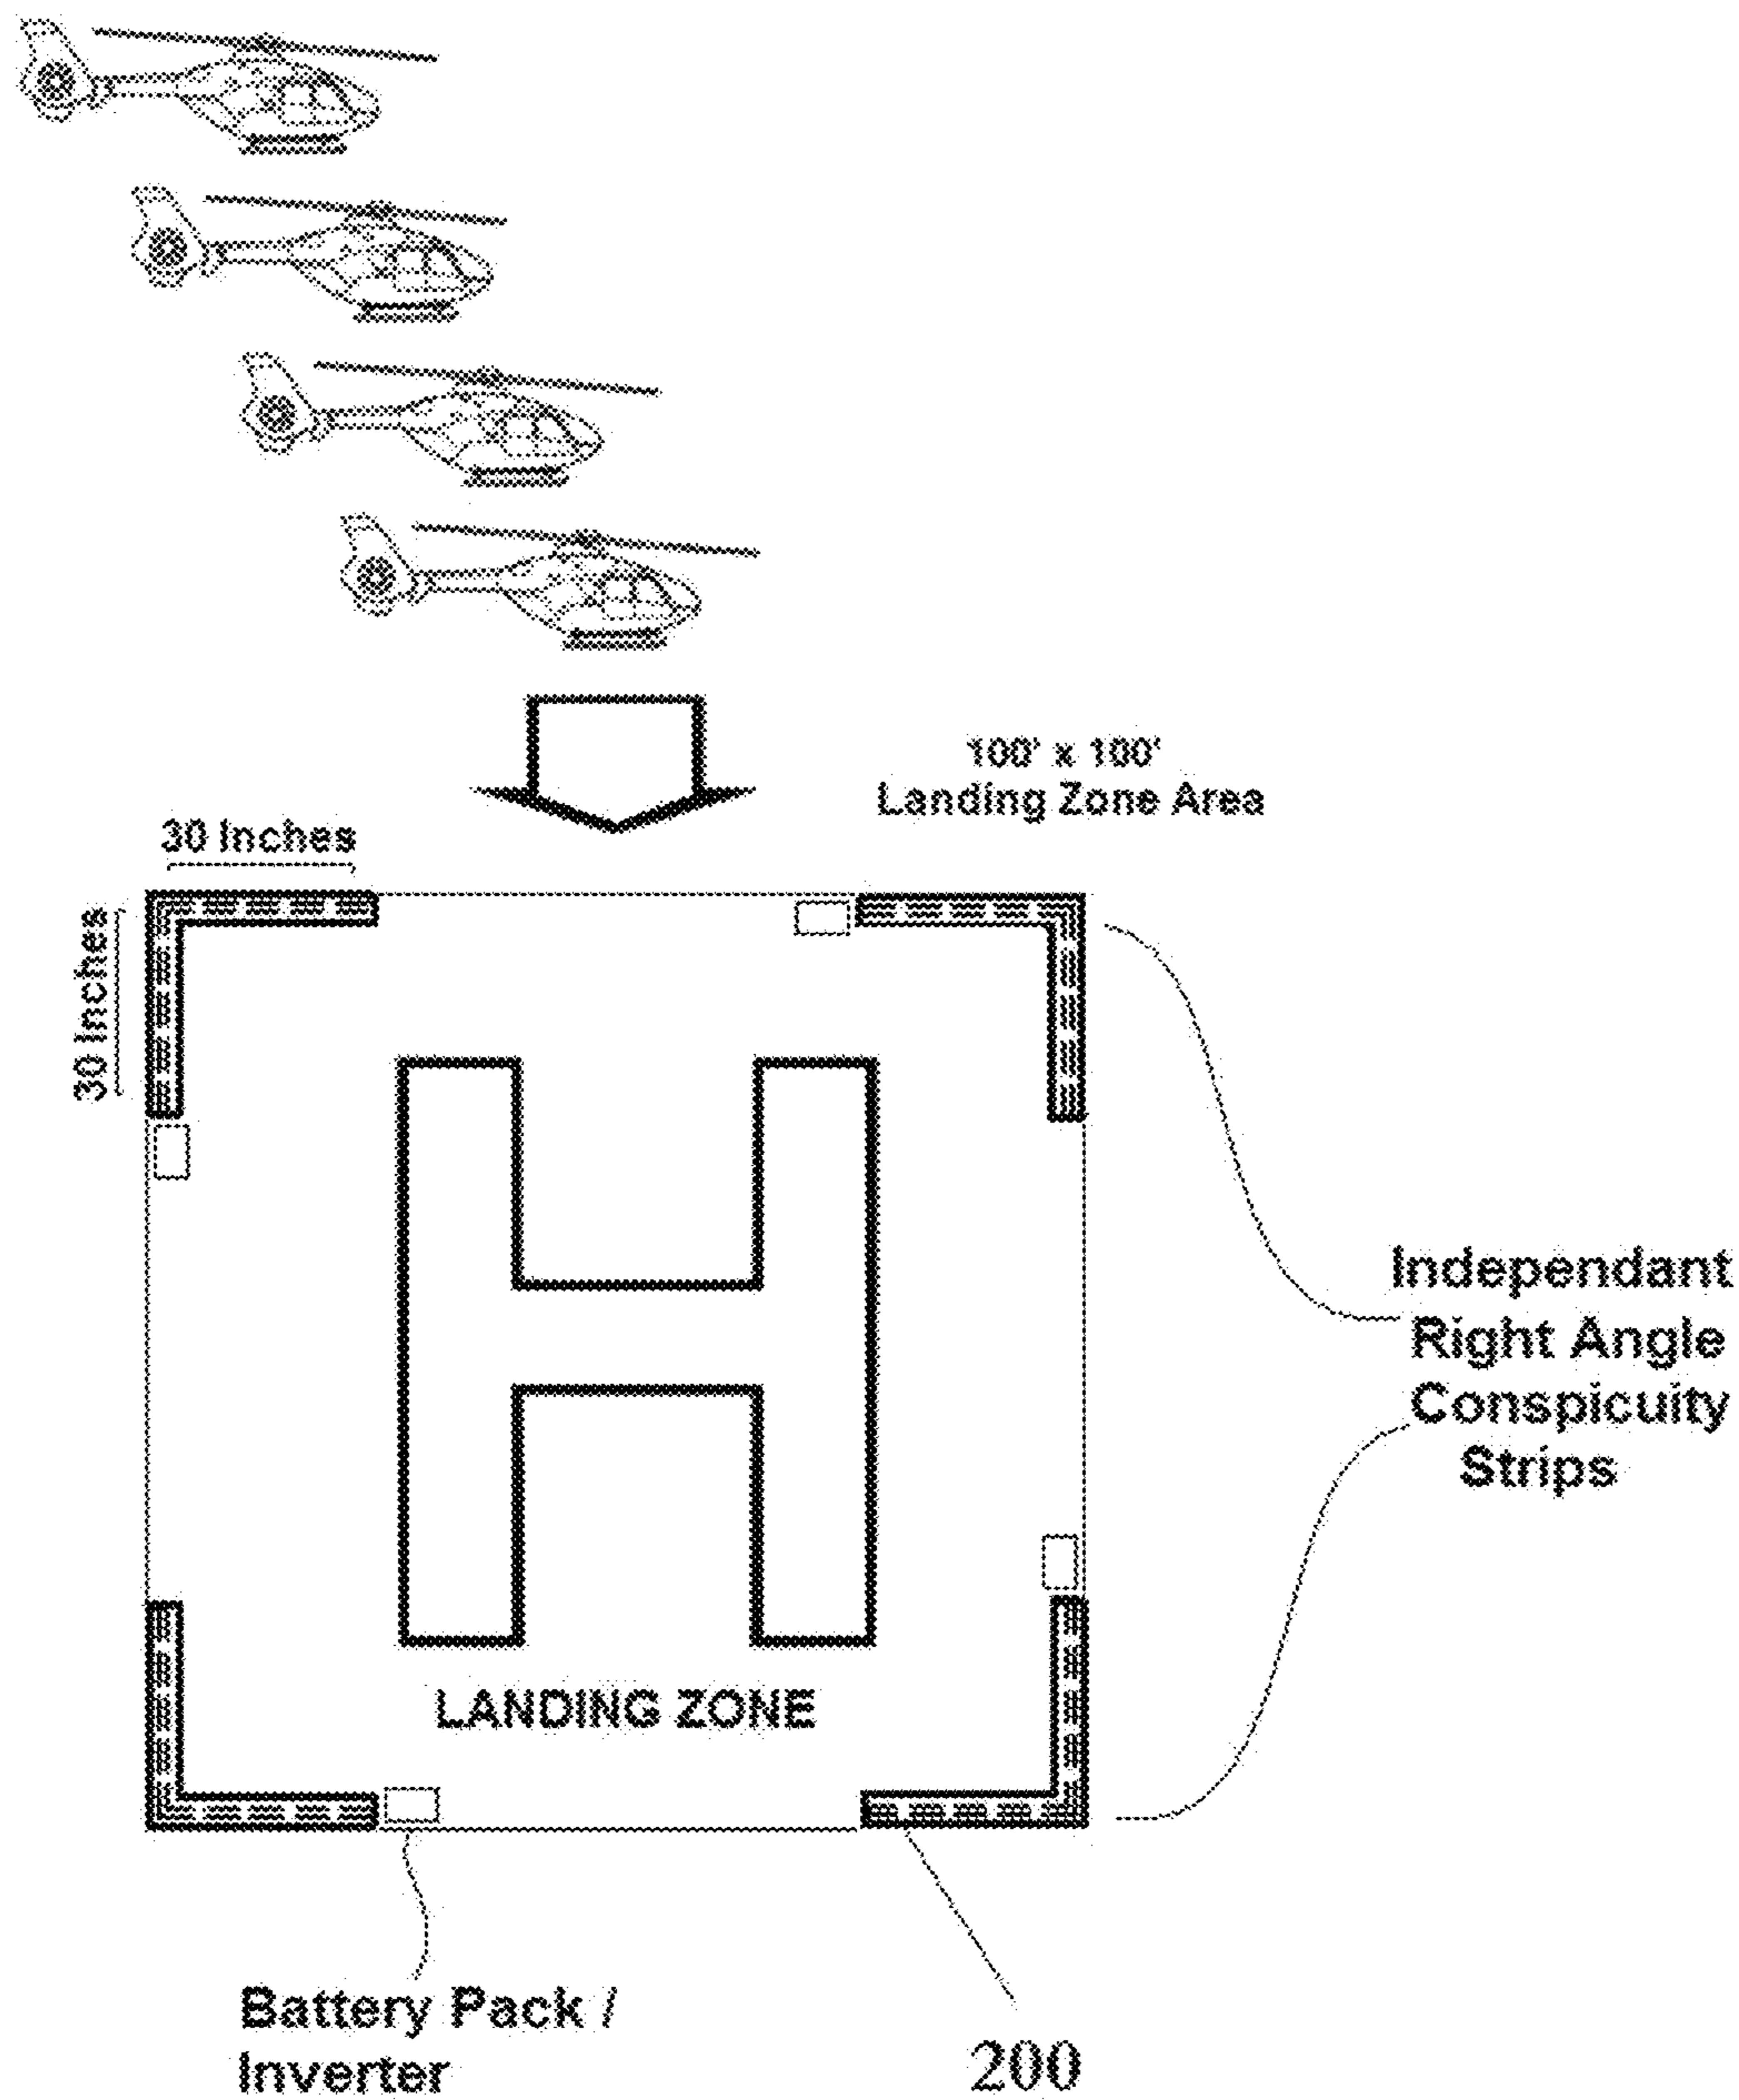 100' x 100'
Landing Zone Area
30 Inches
30 Inches
H
Independant
Right Angle
Conspicuity
Strips
LANDING ZONE
Battery Pack /
Inverter
200